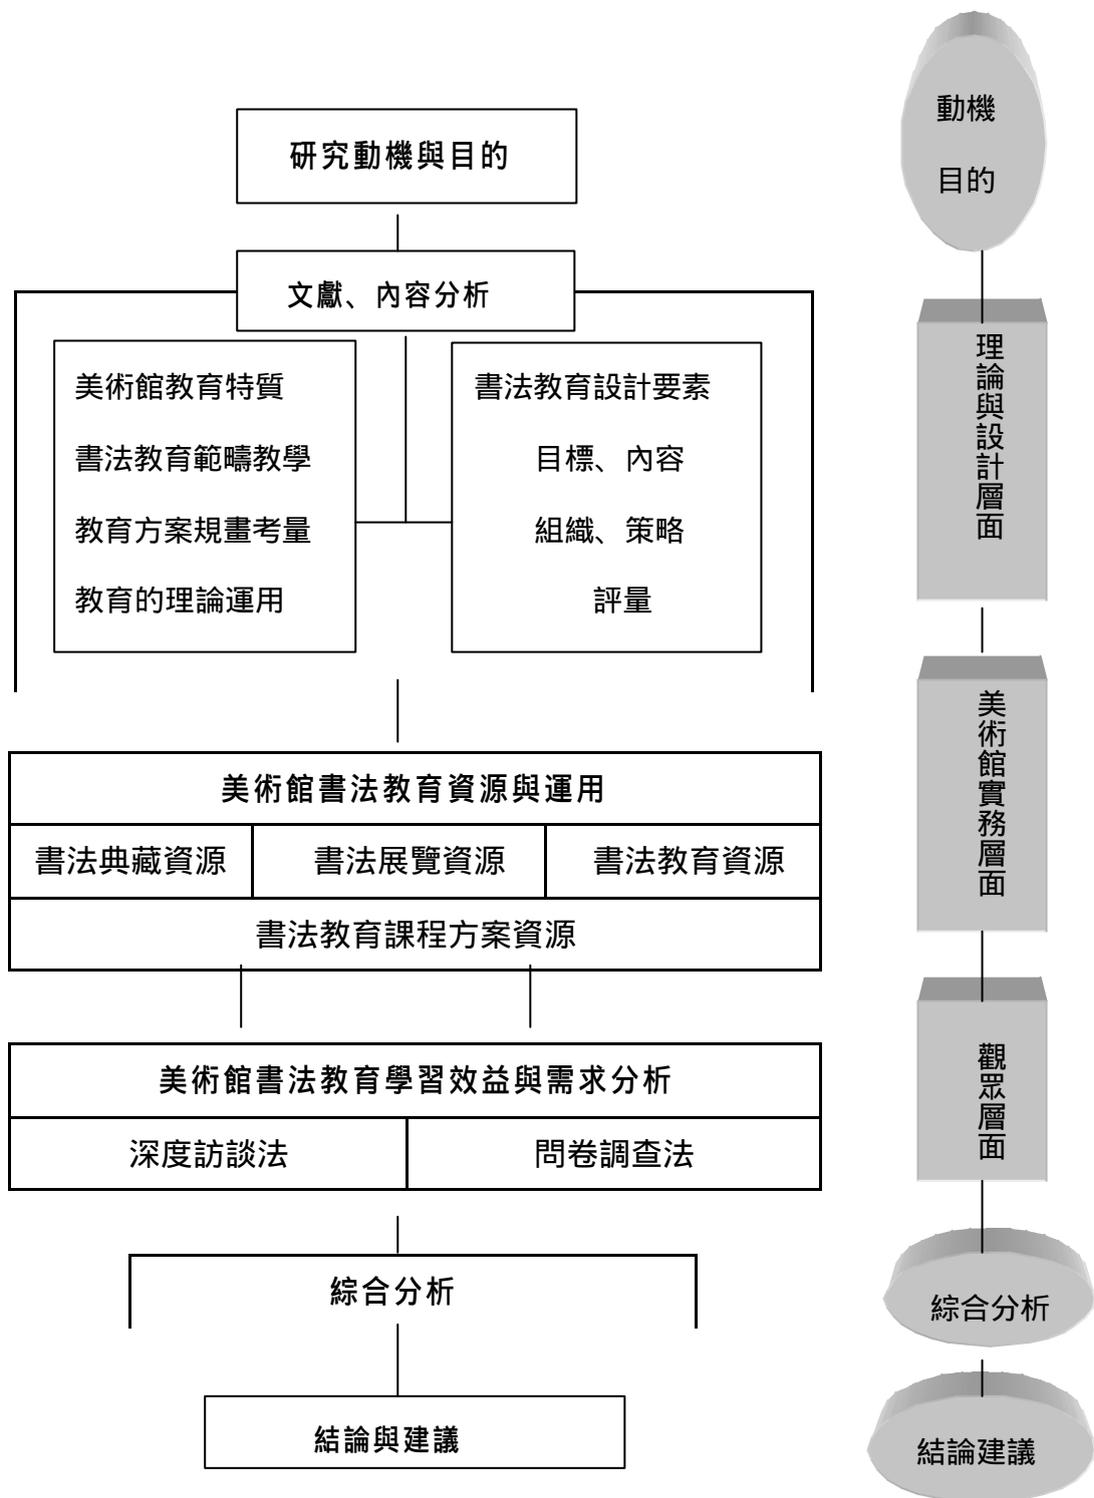 研究動機與目的
文獻、內容分析
美術館教育特質
書法教育範疇教學
教育方案規畫考量
教育的理論運用
書法教育設計要素
目標、內容
組織、策略
評量
美術館書法教育資源與運用
書法典藏資源
書法展覽資源
書法教育資源
書法教育課程方案資源
美術館書法教育學習效益與需求分析
深度訪談法
問卷調查法
綜合分析
結論與建議
動機
目的
理論與設計層面
美術館實務層面
觀眾層面
綜合分析
結論建議